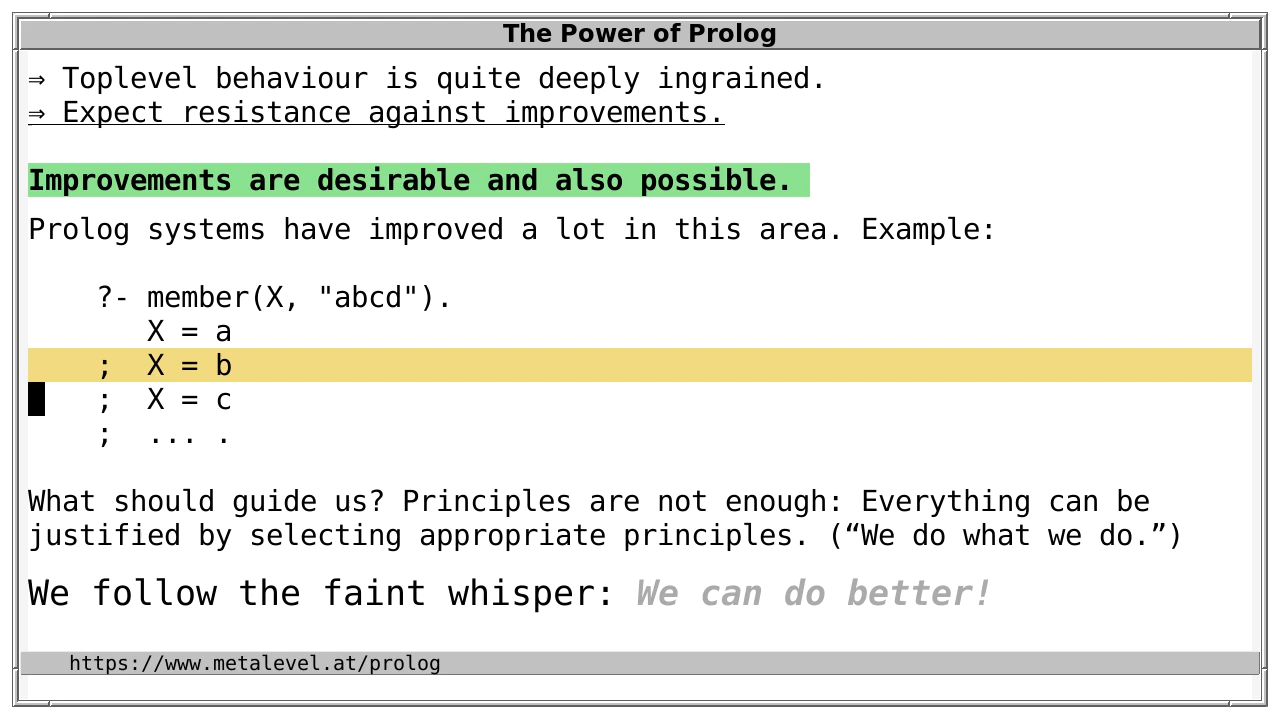 The Power of Prolog
⇒ Toplevel behaviour is quite deeply ingrained.
⇒ Expect resistance against improvements.
Improvements are desirable and also possible.
Prolog systems have improved a lot in this area. Example:
?- member(X, "abcd").
X = a
;  X = b
;  X = c
;  ... .
What should guide us? Principles are not enough: Everything can be
justified by selecting appropriate principles. (“We do what we do.”)
We follow the faint whisper: We can do better!
https://www.metalevel.at/prolog